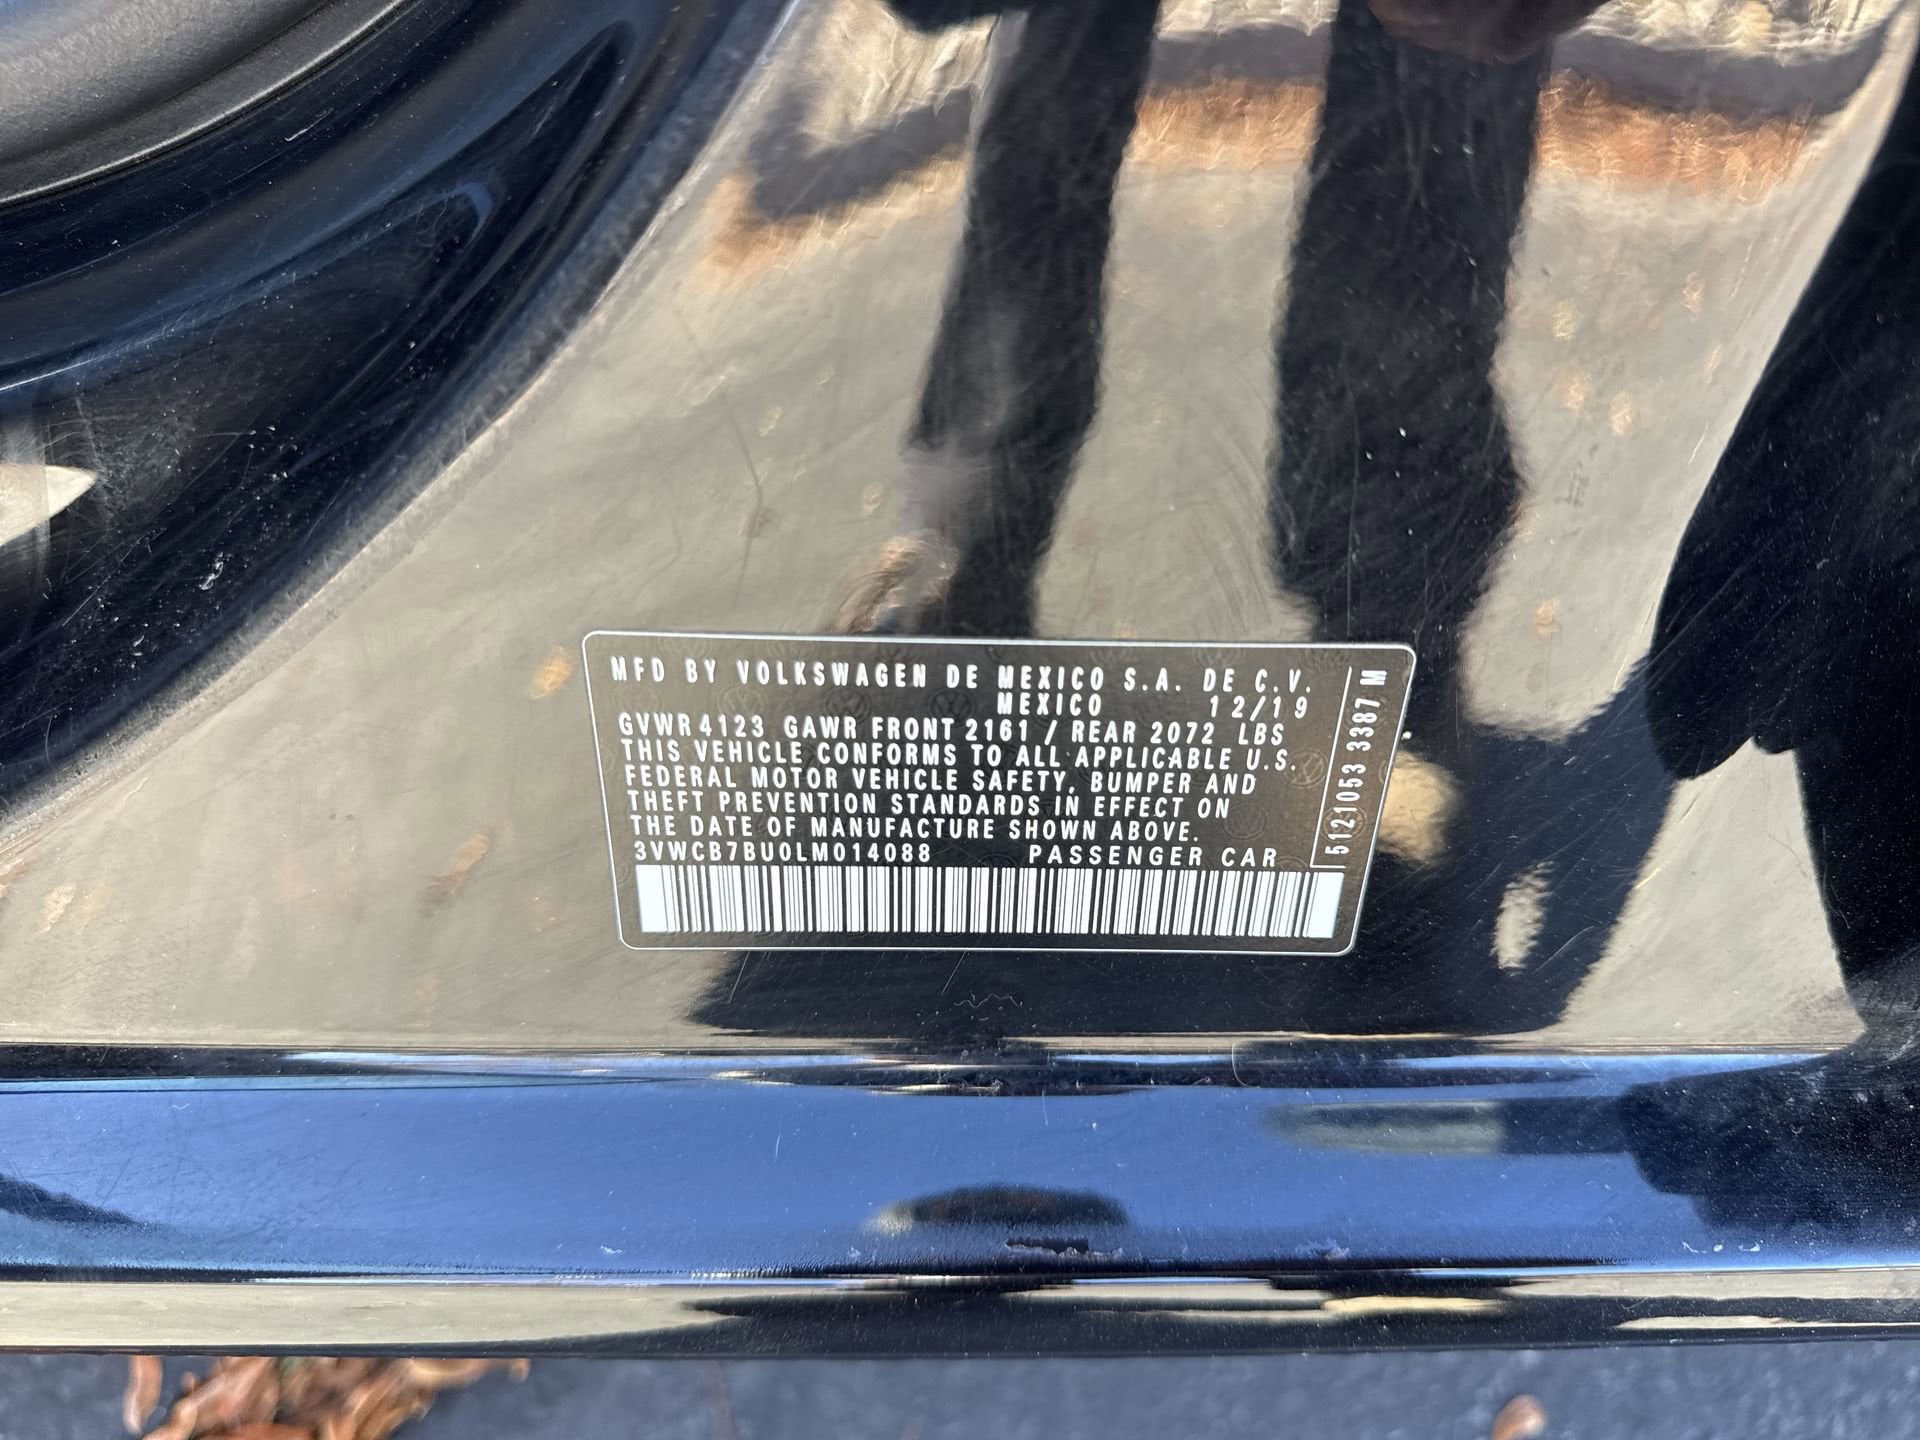 MFD BY VOLKSWAGEN DE MEXICO S.A. DE C.V.
MEXICO 12/19
GVWR 4123 GAWR FRONT 2161 / REAR 2072 LBS
THIS VEHICLE CONFORMS TO ALL APPLICABLE U.S.
FEDERAL MOTOR VEHICLE SAFETY, BUMPER AND
THEFT PREVENTION STANDARDS IN EFFECT ON
THE DATE OF MANUFACTURE SHOWN ABOVE.
3VWCB7BU0LM014088 PASSENGER CAR
5121053 3387 M